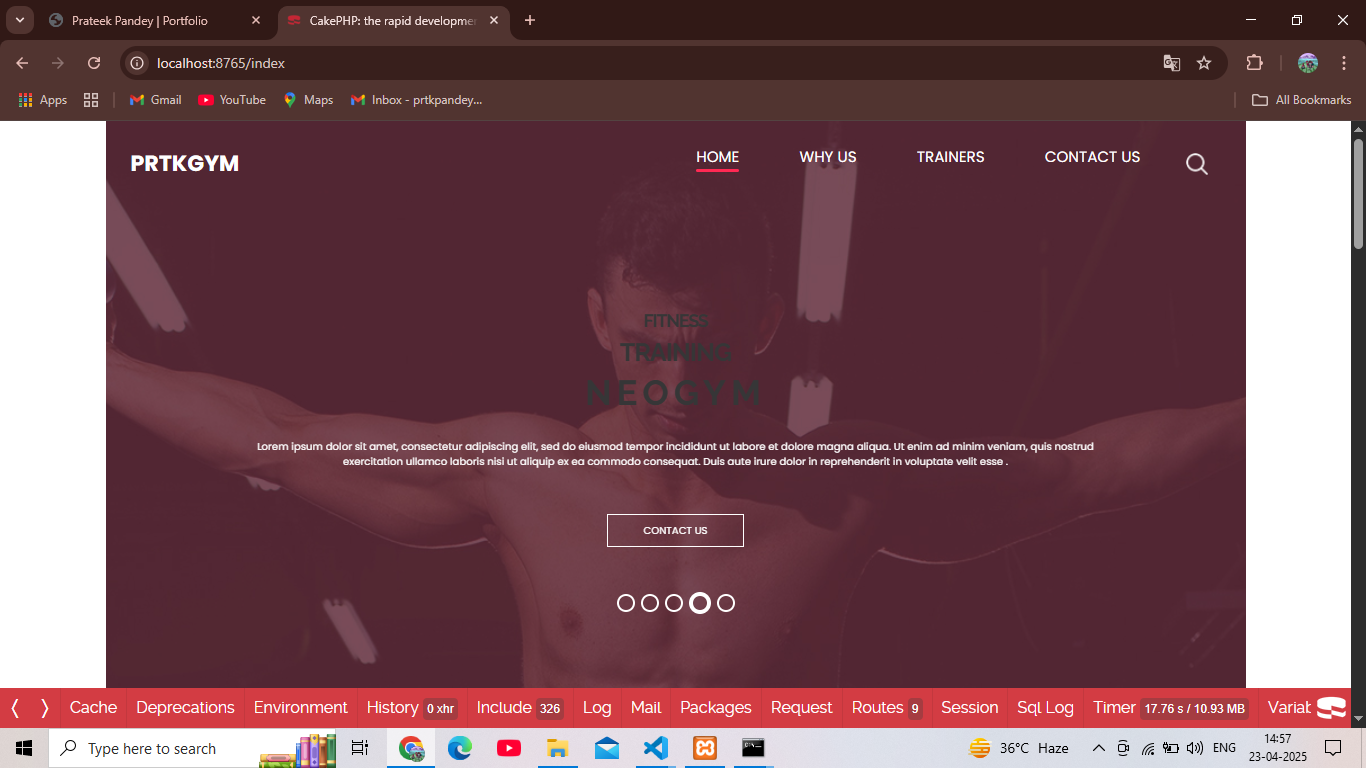 Prateek Pandey | Portfolio
CakePHP: the rapid developmen
localhost:8765/index
Apps
Gmail
YouTube
Maps
Inbox - prtkpandey...
All Bookmarks
PRTKGYM
HOME
WHY US
TRAINERS
CONTACT US
FITNESS
TRAINING
NEOGYM
Lorem ipsum dolor sit amet, consectetur adipiscing elit, sed do eiusmod tempor incididunt ut labore et dolore magna aliqua. Ut enim ad minim veniam, quis nostrud
exercitation ullamco laboris nisi ut aliquip ex ea commodo consequat. Duis aute irure dolor in reprehenderit in voluptate velit esse .
CONTACT US
Cache Deprecations Environment History 0 xhr Include 326 Log Mail Packages Request Routes 9 Session Sql Log Timer 17.76 s / 10.93 MB Variab
Type here to search
36°C Haze
ENG
14:57
23-04-2025